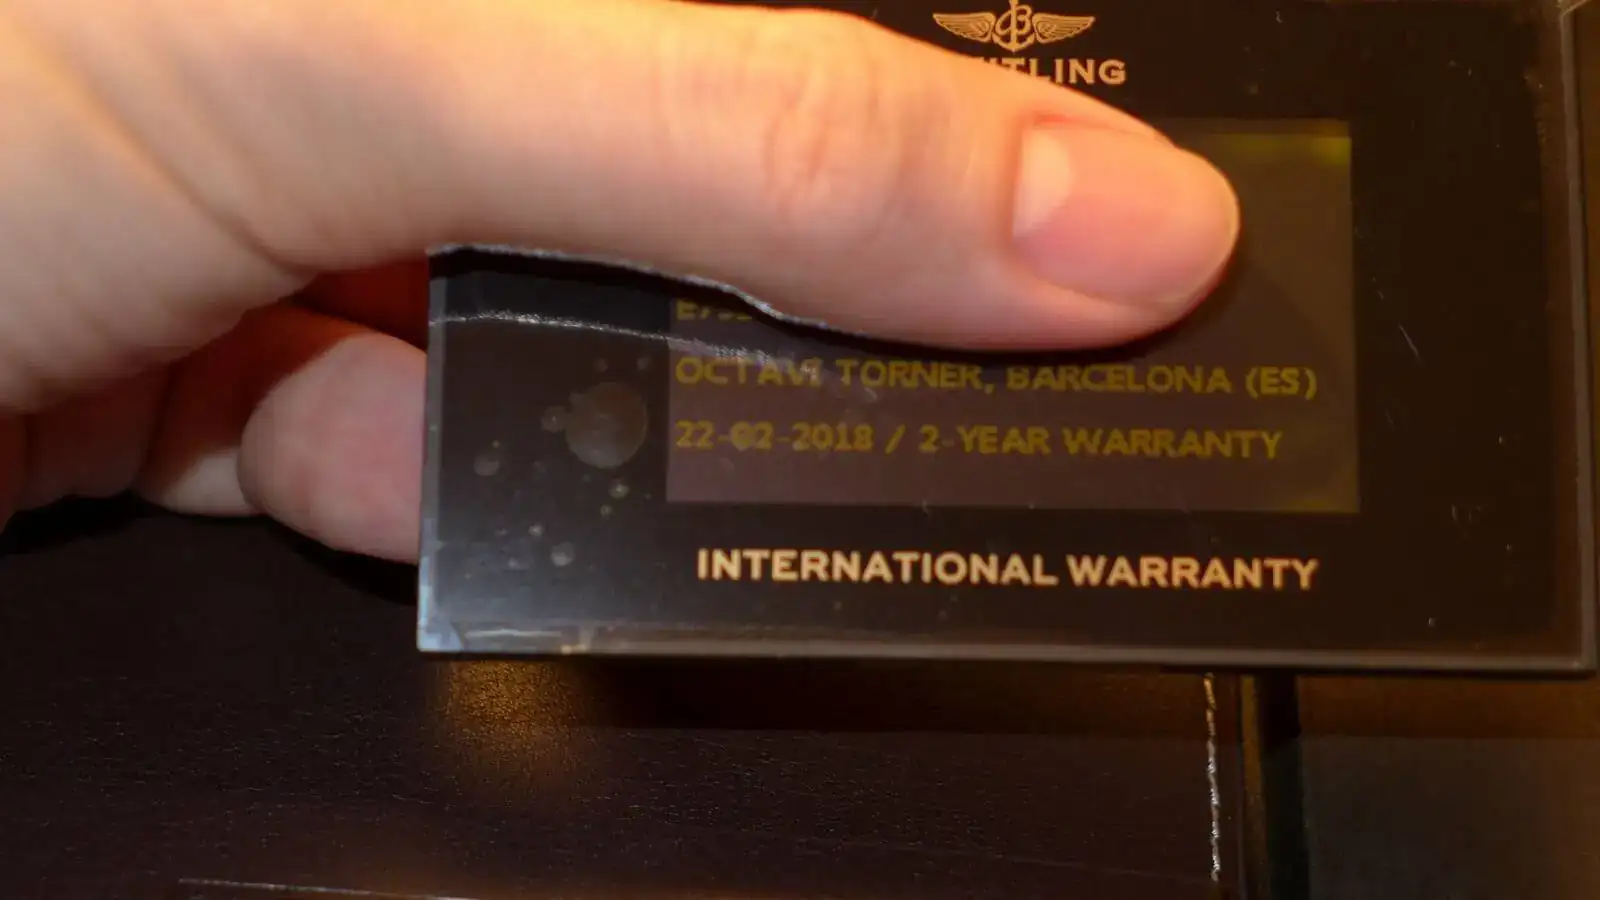 OCTAVI TORNER, BARCELONA (ES)
22-02-2018 / 2-YEAR WARRANTY
INTERNATIONAL WARRANTY